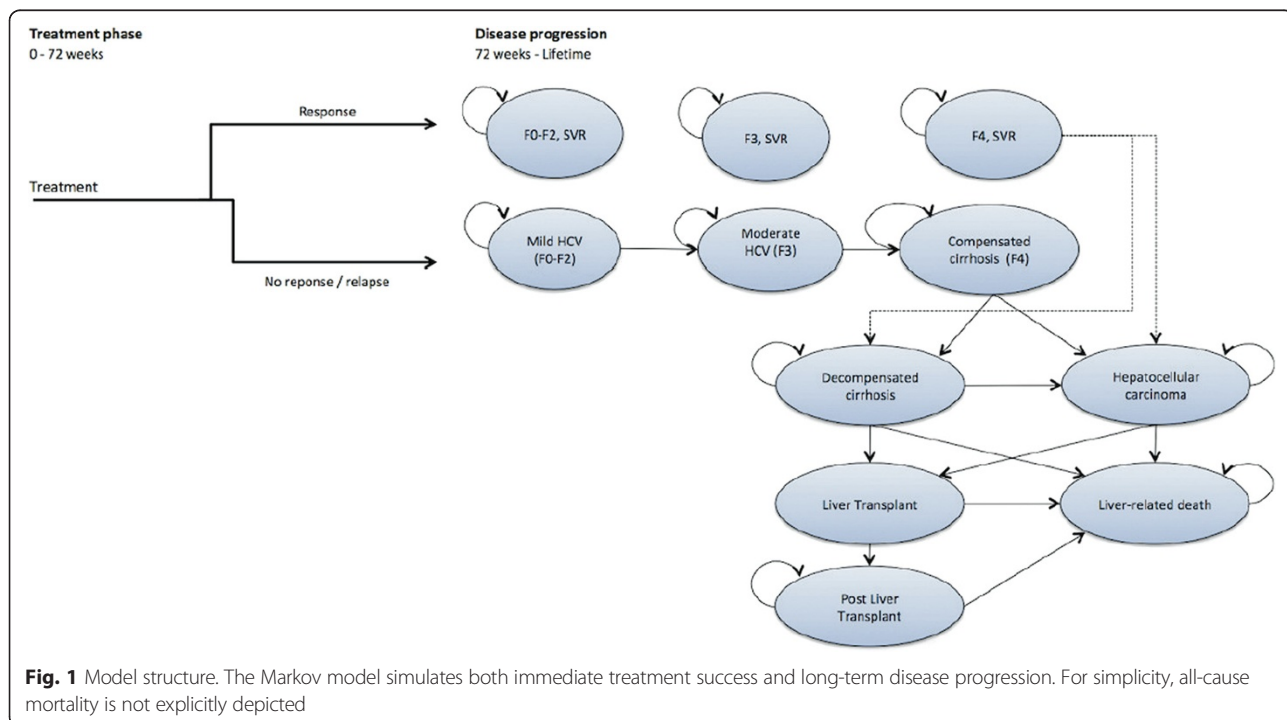 Treatment phase
0 - 72 weeks
Disease progression
72 weeks - Lifetime
Response
Treatment
No reponse / relapse
F0-F2, SVR
F3, SVR
F4, SVR
Mild HCV
(F0-F2)
Moderate
HCV (F3)
Compensated
cirrhosis (F4)
Decompensated
cirrhosis
Hepatocellular
carcinoma
Liver Transplant
Liver-related death
Post Liver
Transplant
Fig. 1 Model structure. The Markov model simulates both immediate treatment success and long-term disease progression. For simplicity, all-cause
mortality is not explicitly depicted